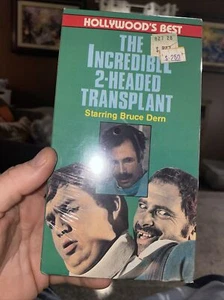 HOLLYWOOD'S BEST
THE
INCREDIBLE
2-HEADED
TRANSPLANT
Starring Bruce Dern